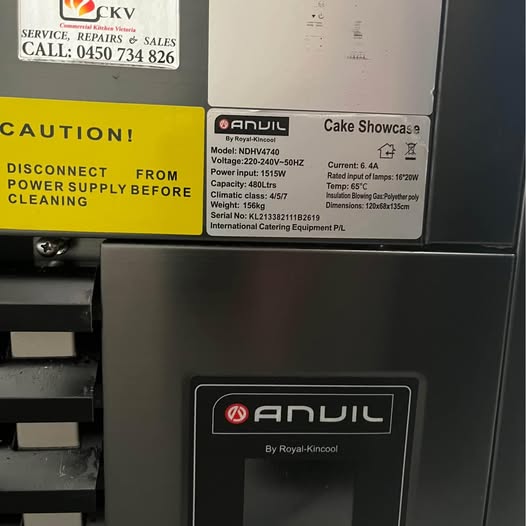 CKV
Commercial Kitchen Victoria
SERVICE, REPAIRS & SALES
CALL: 0450 734 826
CAUTION!
DISCONNECT FROM
POWER SUPPLY BEFORE
CLEANING
ANVIL
By Royal-Kincool
Cake Showcase
Model: NDHV4740
Voltage:220-240V~50HZ
Power input: 1515W
Capacity: 480Ltrs
Climatic class: 4/5/7
Weight: 156kg
Serial No: KL213382111B2619
International Catering Equipment P/L
Current: 6. 4A
Rated input of lamps: 16*20W
Temp: 65°C
Insulation Blowing Gas:Polyether poly
Dimensions: 120x68x135cm
ANVIL
By Royal-Kincool